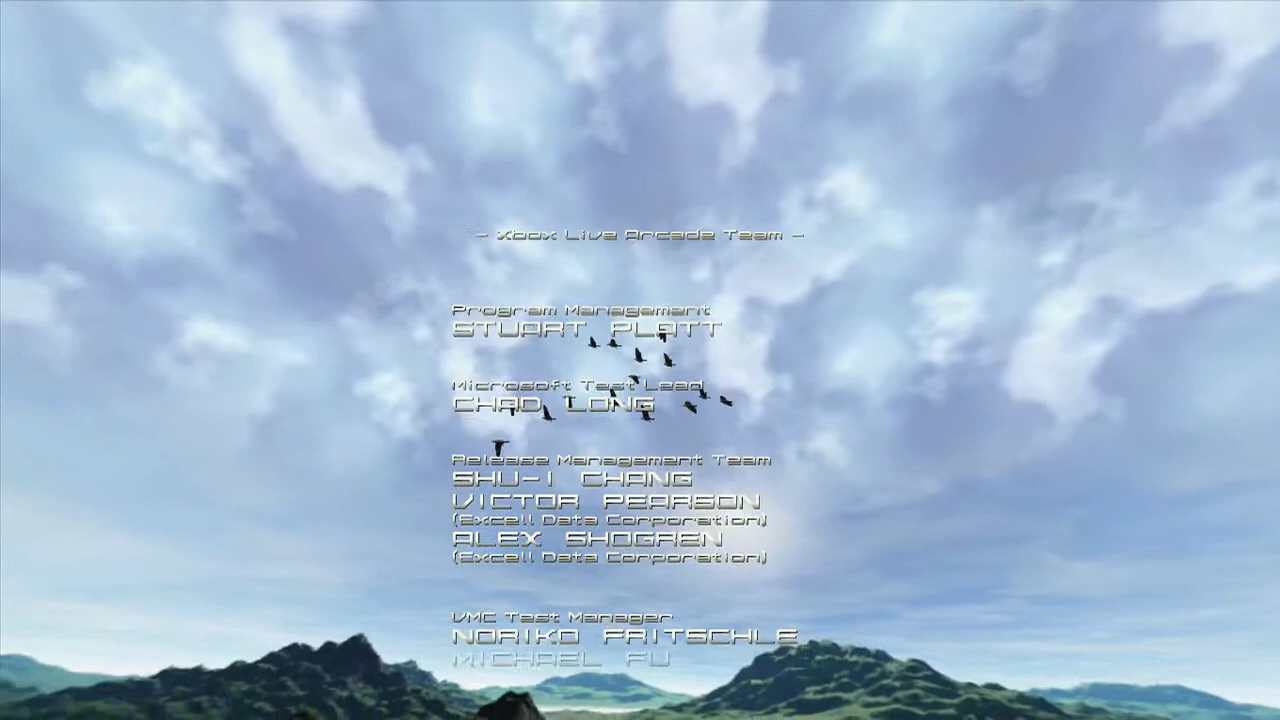 - Xbox Live Arcade Team -
Program Management
STUART PLATT
Microsoft Test Lead
CHAD LONG
Release Management Team
SHU-I CHANG
VICTOR PEARSON
(Excell Data Corporation)
ALEX SHOGREN
(Excell Data Corporation)
VMC Test Manager
NORIKO FRITSCHLE
MICHAEL FU